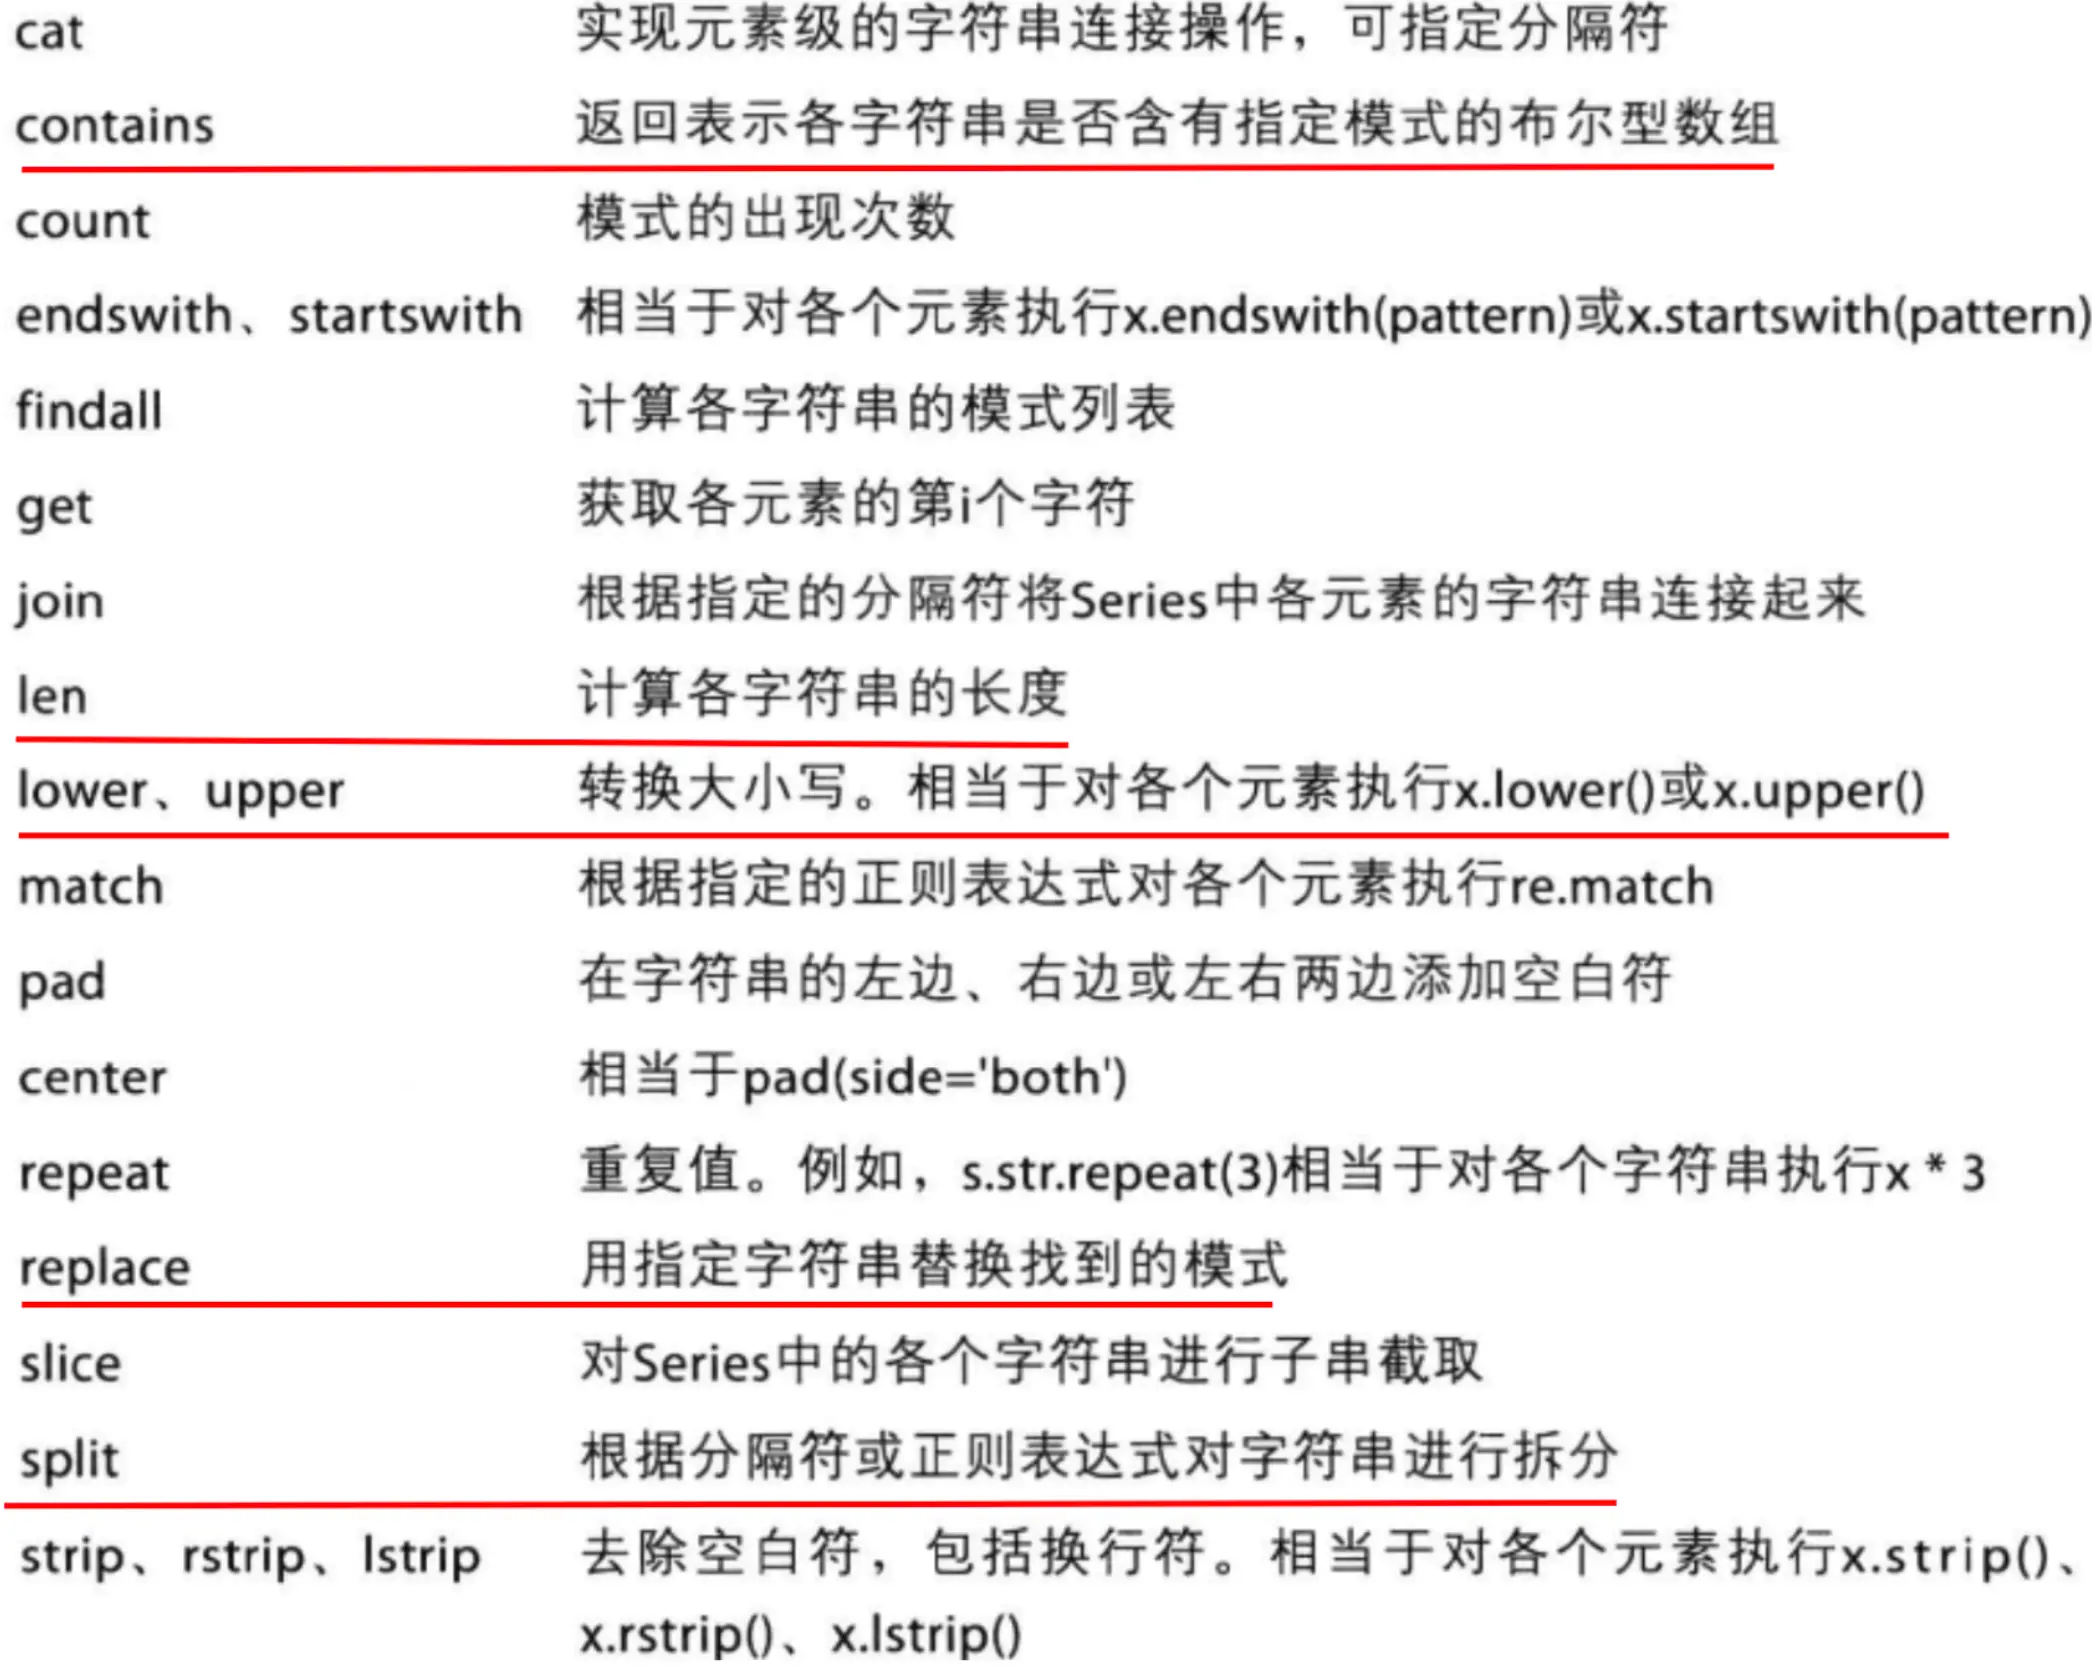 cat 实现元素级的字符串连接操作，可指定分隔符
contains 返回表示各字符串是否含有指定模式的布尔型数组
count 模式的出现次数
endswith、startswith 相当于对各个元素执行x.endswith(pattern)或x.startswith(pattern)
findall 计算各字符串的模式列表
get 获取各元素的第i个字符
join 根据指定的分隔符将Series中各元素的字符串连接起来
len 计算各字符串的长度
lower、upper 转换大小写。相当于对各个元素执行x.lower()或x.upper()
match 根据指定的正则表达式对各个元素执行re.match
pad 在字符串的左边、右边或左右两边添加空白符
center 相当于pad(side='both')
repeat 重复值。例如，s.str.repeat(3)相当于对各个字符串执行x * 3
replace 用指定字符串替换找到的模式
slice 对Series中的各个字符串进行子串截取
split 根据分隔符或正则表达式对字符串进行拆分
strip、rstrip、lstrip 去除空白符，包括换行符。相当于对各个元素执行x.strip()、
x.rstrip()、x.lstrip()